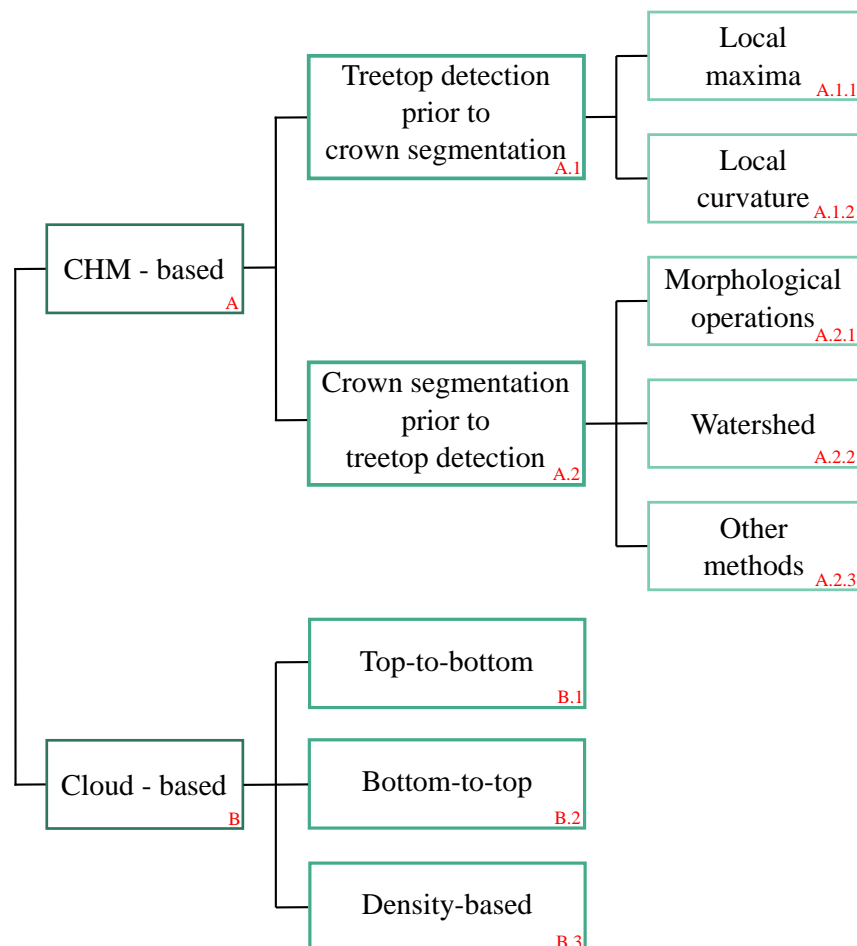 CHM - based
A
Treetop detection
prior to
crown segmentation
A.1
Local
maxima
A.1.1
Local
curvature
A.1.2
Crown segmentation
prior to
treetop detection
A.2
Morphological
operations
A.2.1
Watershed
A.2.2
Other
methods
A.2.3
Cloud - based
B
Top-to-bottom
B.1
Bottom-to-top
B.2
Density-based
B.3